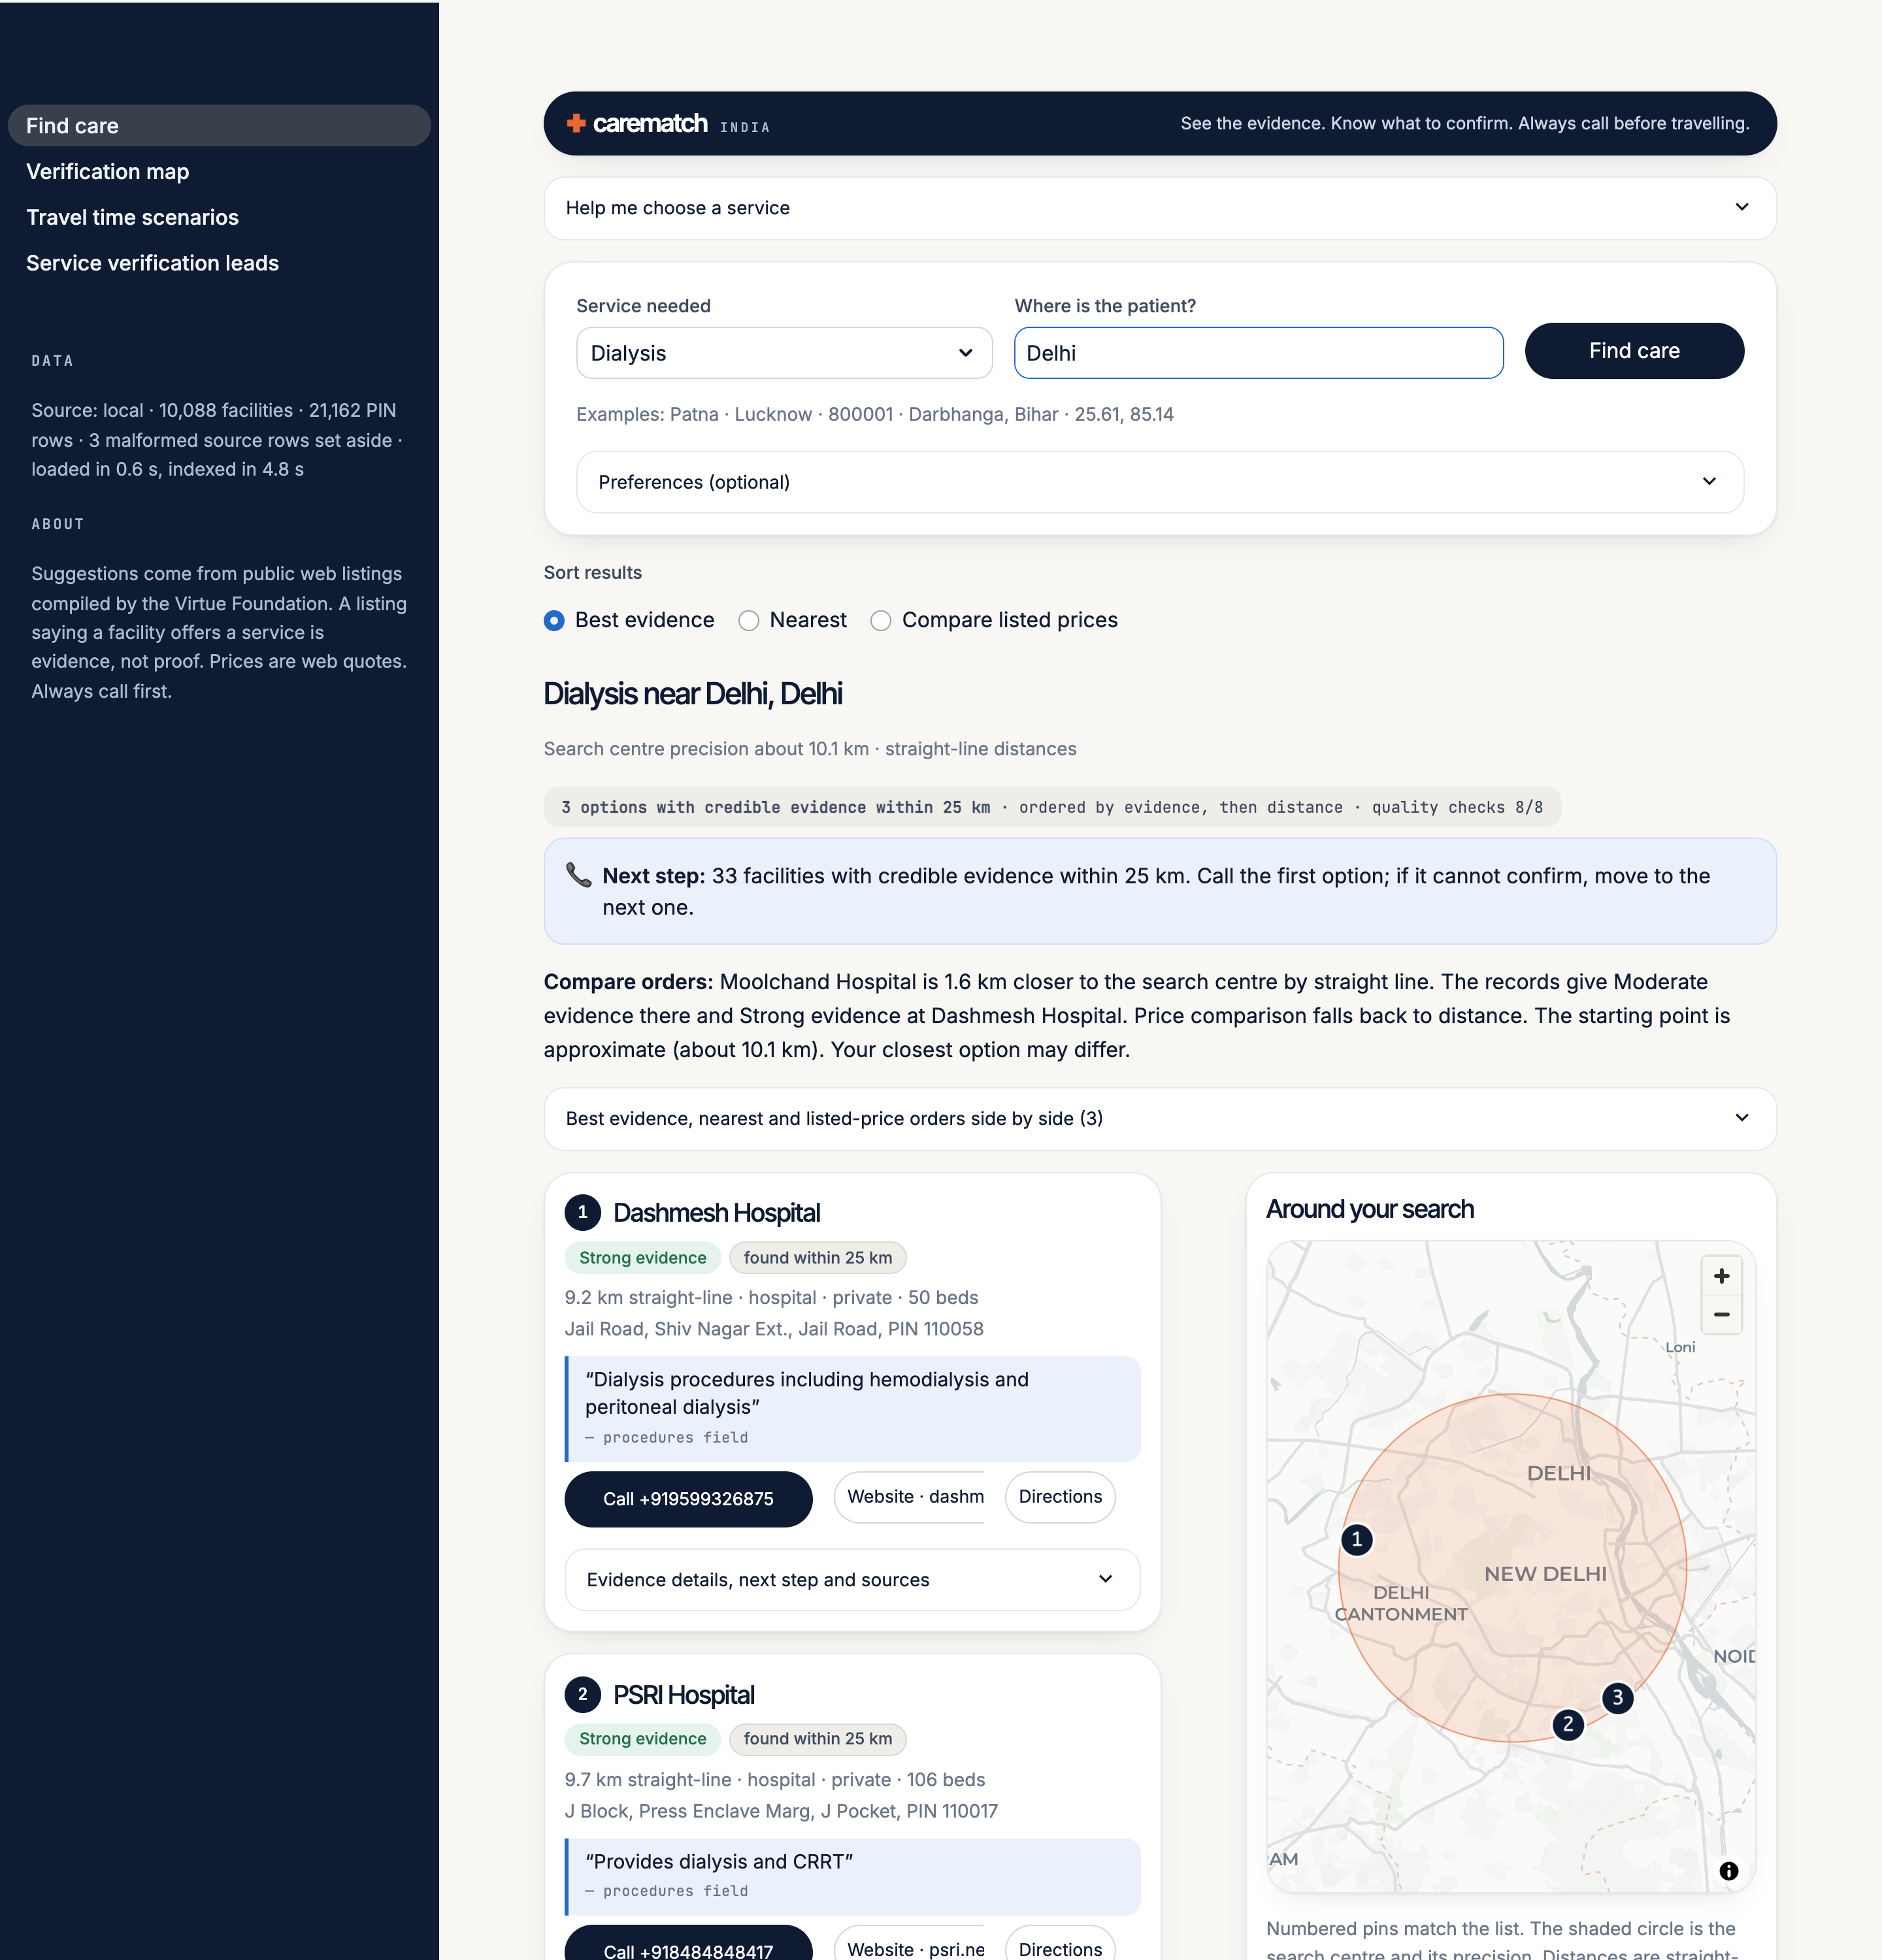 Find care
Verification map
Travel time scenarios
Service verification leads
DATA
Source: local · 10,088 facilities · 21,162 PIN
rows · 3 malformed source rows set aside ·
loaded in 0.6 s, indexed in 4.8 s
ABOUT
Suggestions come from public web listings
compiled by the Virtue Foundation. A listing
saying a facility offers a service is
evidence, not proof. Prices are web quotes.
Always call first.
carematch INDIA
See the evidence. Know what to confirm. Always call before travelling.
Help me choose a service
Service needed
Where is the patient?
Dialysis
Delhi
Find care
Examples: Patna · Lucknow · 800001 · Darbhanga, Bihar · 25.61, 85.14
Preferences (optional)
Sort results
Best evidence
Nearest
Compare listed prices
Dialysis near Delhi, Delhi
Search centre precision about 10.1 km · straight-line distances
3 options with credible evidence within 25 km · ordered by evidence, then distance · quality checks 8/8
Next step: 33 facilities with credible evidence within 25 km. Call the first option; if it cannot confirm, move to the
next one.
Compare orders: Moolchand Hospital is 1.6 km closer to the search centre by straight line. The records give Moderate
evidence there and Strong evidence at Dashmesh Hospital. Price comparison falls back to distance. The starting point is
approximate (about 10.1 km). Your closest option may differ.
Best evidence, nearest and listed-price orders side by side (3)
1 Dashmesh Hospital
Strong evidence
found within 25 km
9.2 km straight-line · hospital · private · 50 beds
Jail Road, Shiv Nagar Ext., Jail Road, PIN 110058
“Dialysis procedures including hemodialysis and
peritoneal dialysis”
— procedures field
Call +919599326875
Website · dashm
Directions
Evidence details, next step and sources
2 PSRI Hospital
Strong evidence
found within 25 km
9.7 km straight-line · hospital · private · 106 beds
J Block, Press Enclave Marg, J Pocket, PIN 110017
“Provides dialysis and CRRT”
— procedures field
Call +918484848417
Website · psri.ne
Directions
Around your search
+
−
Loni
DELHI
1
NEW DELHI
DELHI
CANTONMENT
NOID
3
2
AM
Numbered pins match the list. The shaded circle is the
search centre and its precision. Distances are straight-